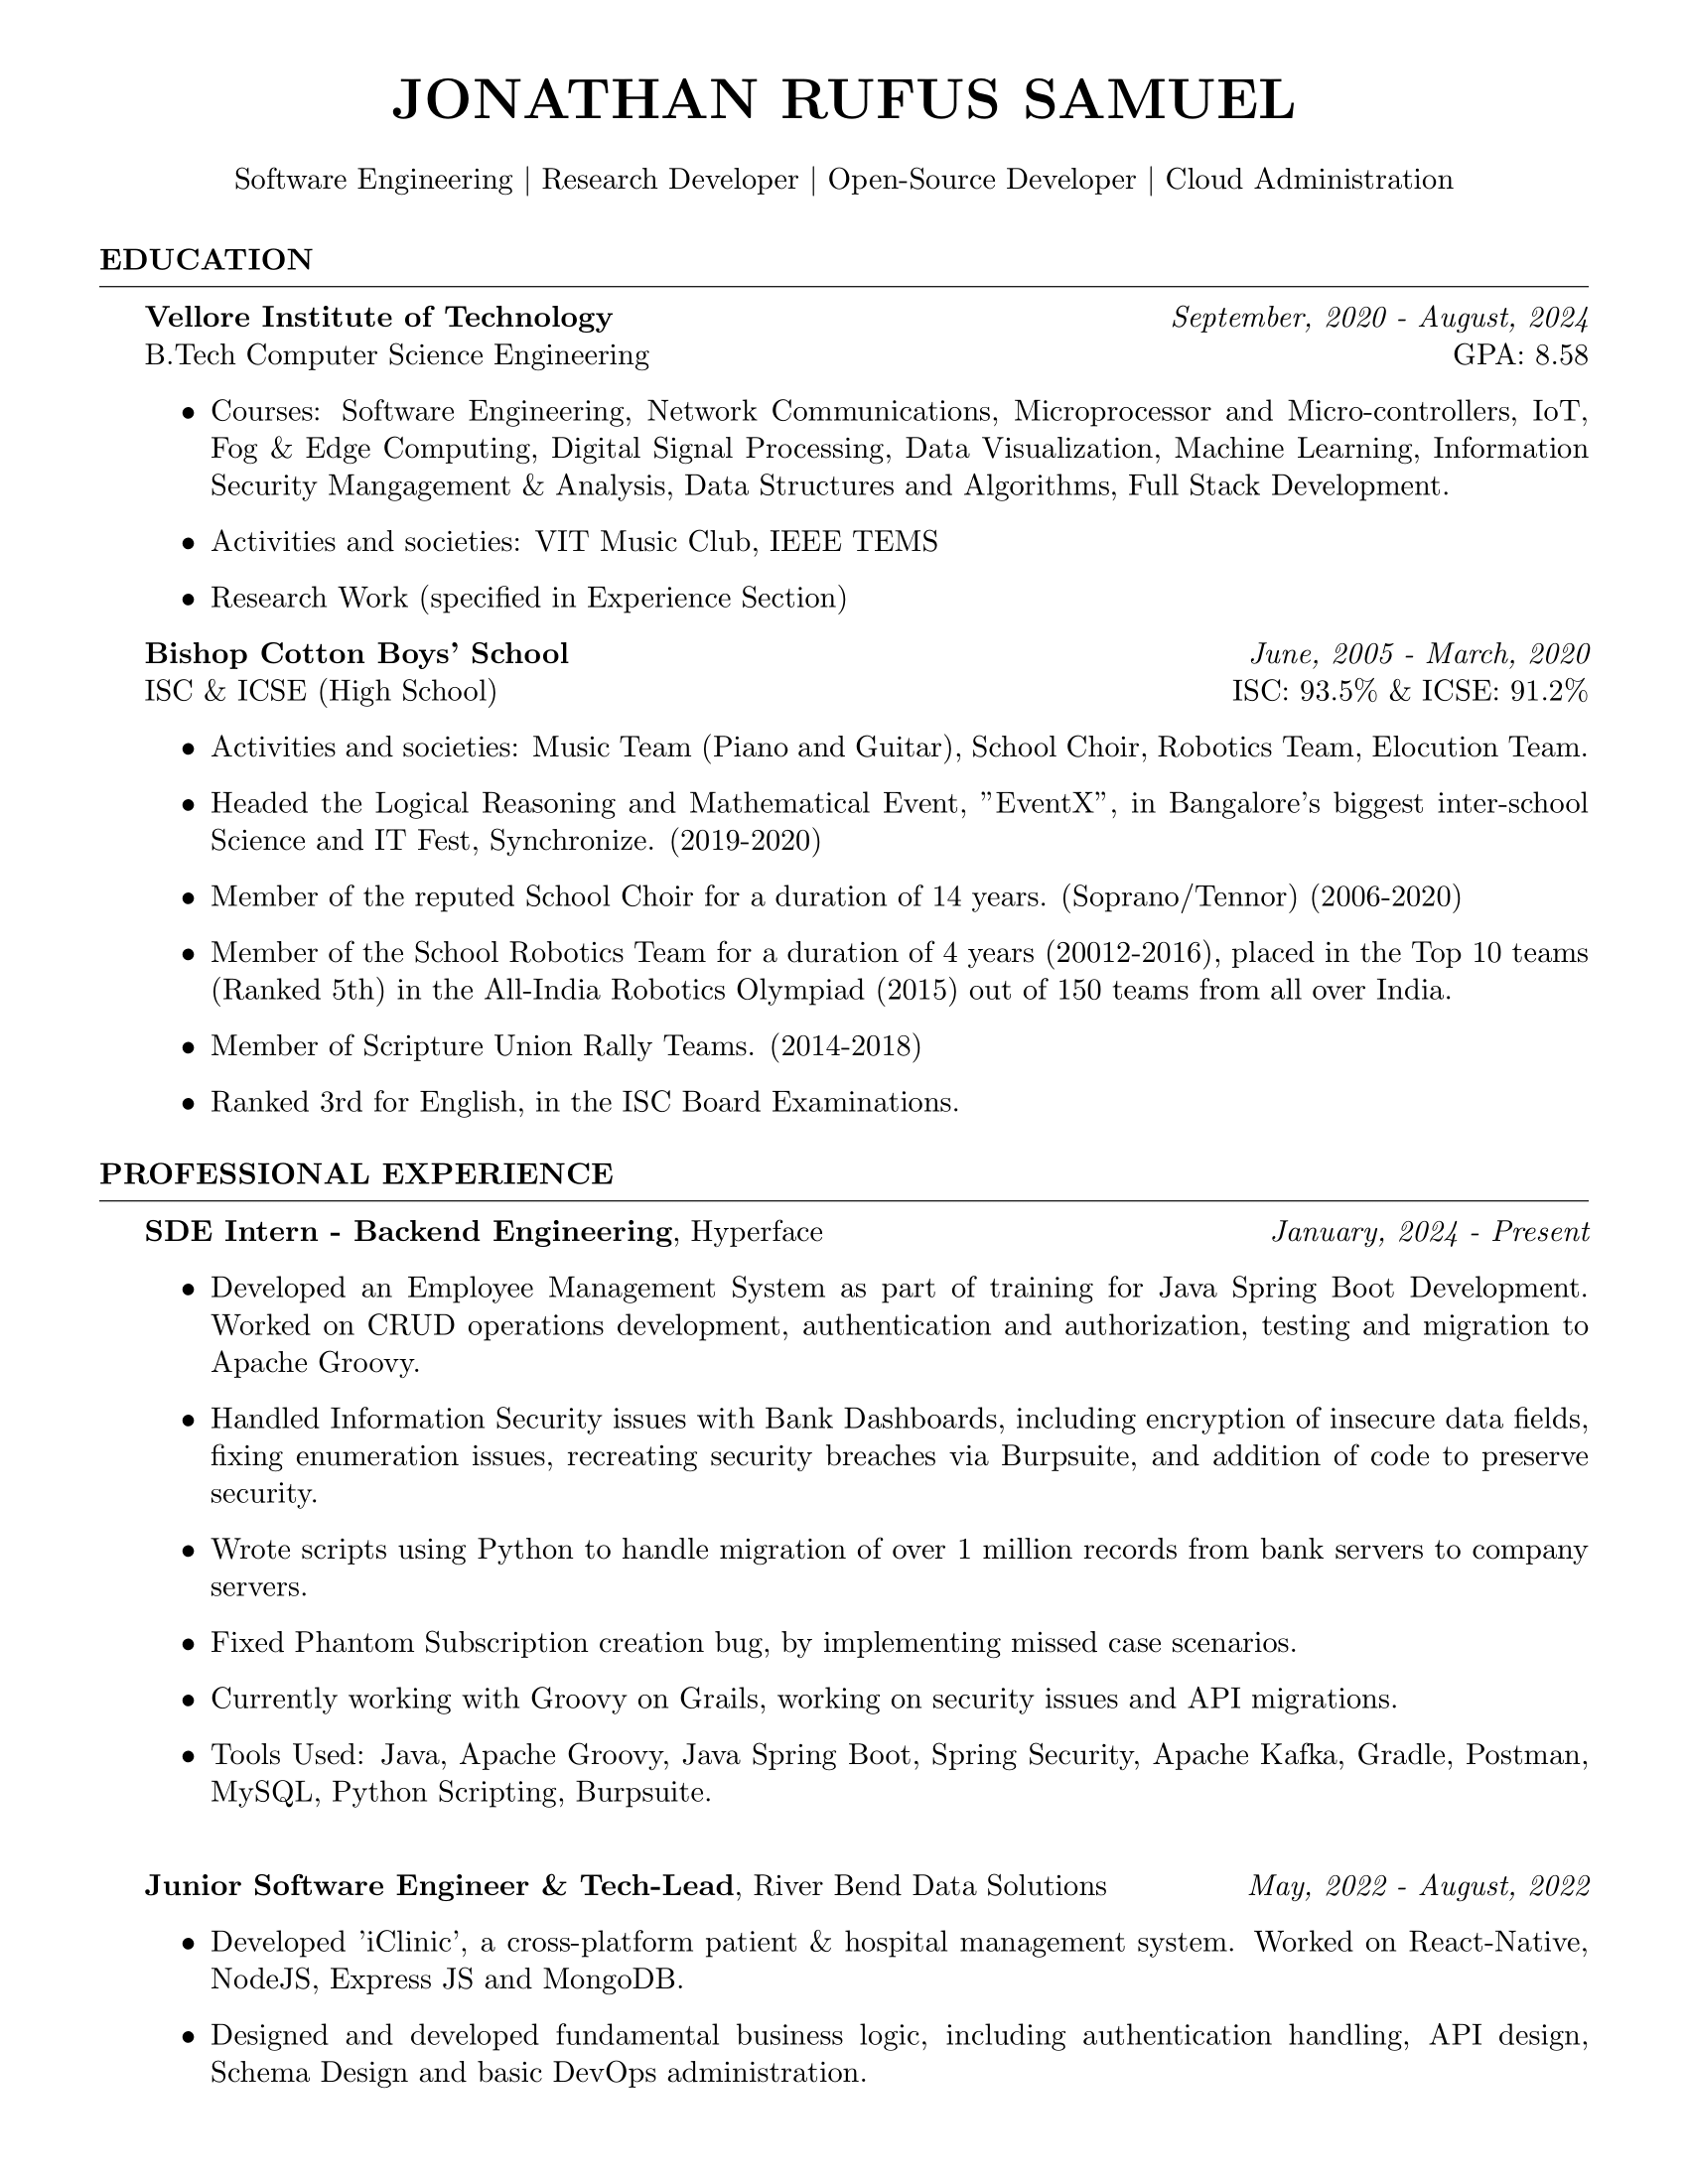 JONATHAN RUFUS SAMUEL
Software Engineering | Research Developer | Open-Source Developer | Cloud Administration
EDUCATION
Vellore Institute of Technology September, 2020 - August, 2024
B.Tech Computer Science Engineering GPA: 8.58
• Courses: Software Engineering, Network Communications, Microprocessor and Micro-controllers, IoT,
Fog & Edge Computing, Digital Signal Processing, Data Visualization, Machine Learning, Information
Security Mangagement & Analysis, Data Structures and Algorithms, Full Stack Development.
• Activities and societies: VIT Music Club, IEEE TEMS
• Research Work (specified in Experience Section)
Bishop Cotton Boys' School June, 2005 - March, 2020
ISC & ICSE (High School) ISC: 93.5% & ICSE: 91.2%
• Activities and societies: Music Team (Piano and Guitar), School Choir, Robotics Team, Elocution Team.
• Headed the Logical Reasoning and Mathematical Event, ”EventX”, in Bangalore's biggest inter-school
Science and IT Fest, Synchronize. (2019-2020)
• Member of the reputed School Choir for a duration of 14 years. (Soprano/Tennor) (2006-2020)
• Member of the School Robotics Team for a duration of 4 years (20012-2016), placed in the Top 10 teams
(Ranked 5th) in the All-India Robotics Olympiad (2015) out of 150 teams from all over India.
• Member of Scripture Union Rally Teams. (2014-2018)
• Ranked 3rd for English, in the ISC Board Examinations.
PROFESSIONAL EXPERIENCE
SDE Intern - Backend Engineering, Hyperface January, 2024 - Present
• Developed an Employee Management System as part of training for Java Spring Boot Development.
Worked on CRUD operations development, authentication and authorization, testing and migration to
Apache Groovy.
• Handled Information Security issues with Bank Dashboards, including encryption of insecure data fields,
fixing enumeration issues, recreating security breaches via Burpsuite, and addition of code to preserve
security.
• Wrote scripts using Python to handle migration of over 1 million records from bank servers to company
servers.
• Fixed Phantom Subscription creation bug, by implementing missed case scenarios.
• Currently working with Groovy on Grails, working on security issues and API migrations.
• Tools Used: Java, Apache Groovy, Java Spring Boot, Spring Security, Apache Kafka, Gradle, Postman,
MySQL, Python Scripting, Burpsuite.
Junior Software Engineer & Tech-Lead, River Bend Data Solutions May, 2022 - August, 2022
• Developed ’iClinic’, a cross-platform patient & hospital management system. Worked on React-Native,
NodeJS, Express JS and MongoDB.
• Designed and developed fundamental business logic, including authentication handling, API design,
Schema Design and basic DevOps administration.